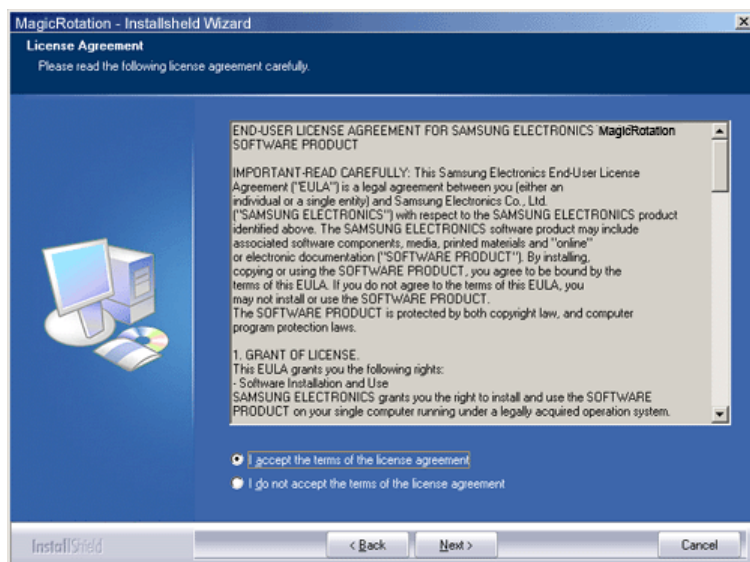 MagicRotation - Installsheld Wizard
License Agreement
Please read the following license agreement carefully.
END-USER LICENSE AGREEMENT FOR SAMSUNG ELECTRONICS MagicRotation
SOFTWARE PRODUCT
IMPORTANT-READ CAREFULLY: This Samsung Electronics End-User License
Agreement ("EULA") is a legal agreement between you (either an
individual or a single entity) and Samsung Electronics Co., Ltd.
("SAMSUNG ELECTRONICS") with respect to the SAMSUNG ELECTRONICS product
identified above. The SAMSUNG ELECTRONICS software product may include
associated software components, media, printed materials and "online"
or electronic documentation ("SOFTWARE PRODUCT"). By installing,
copying or using the SOFTWARE PRODUCT, you agree to be bound by the
terms of this EULA. If you do not agree to the terms of this EULA, you
may not install or use the SOFTWARE PRODUCT.
The SOFTWARE PRODUCT is protected by both copyright law, and computer
program protection laws.
1. GRANT OF LICENSE.
This EULA grants you the following rights:
- Software Installation and Use
SAMSUNG ELECTRONICS grants you the right to install and use the SOFTWARE
PRODUCT on your single computer running under a legally acquired operation system.
I accept the terms of the license agreement
I do not accept the terms of the license agreement
InstallShield
< Back
Next >
Cancel